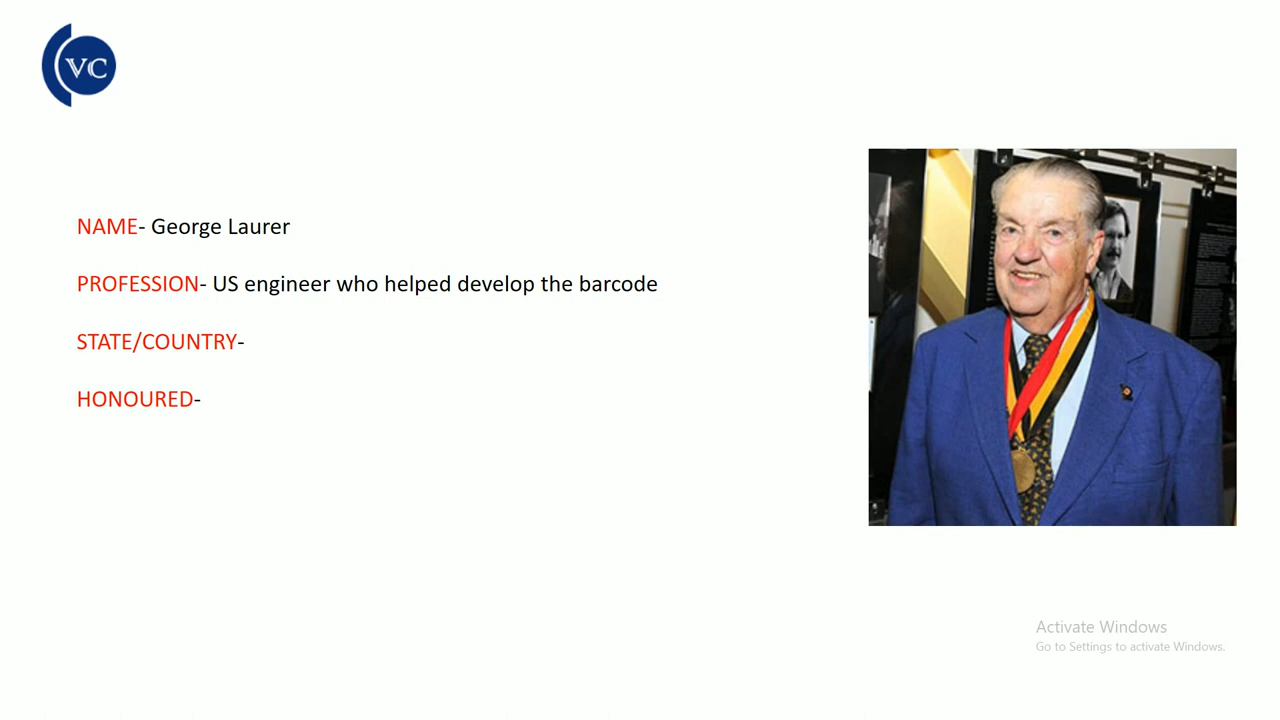 VC
NAME- George Laurer
PROFESSION- US engineer who helped develop the barcode
STATE/COUNTRY-
HONOURED-
Activate Windows
Go to Settings to activate Windows.